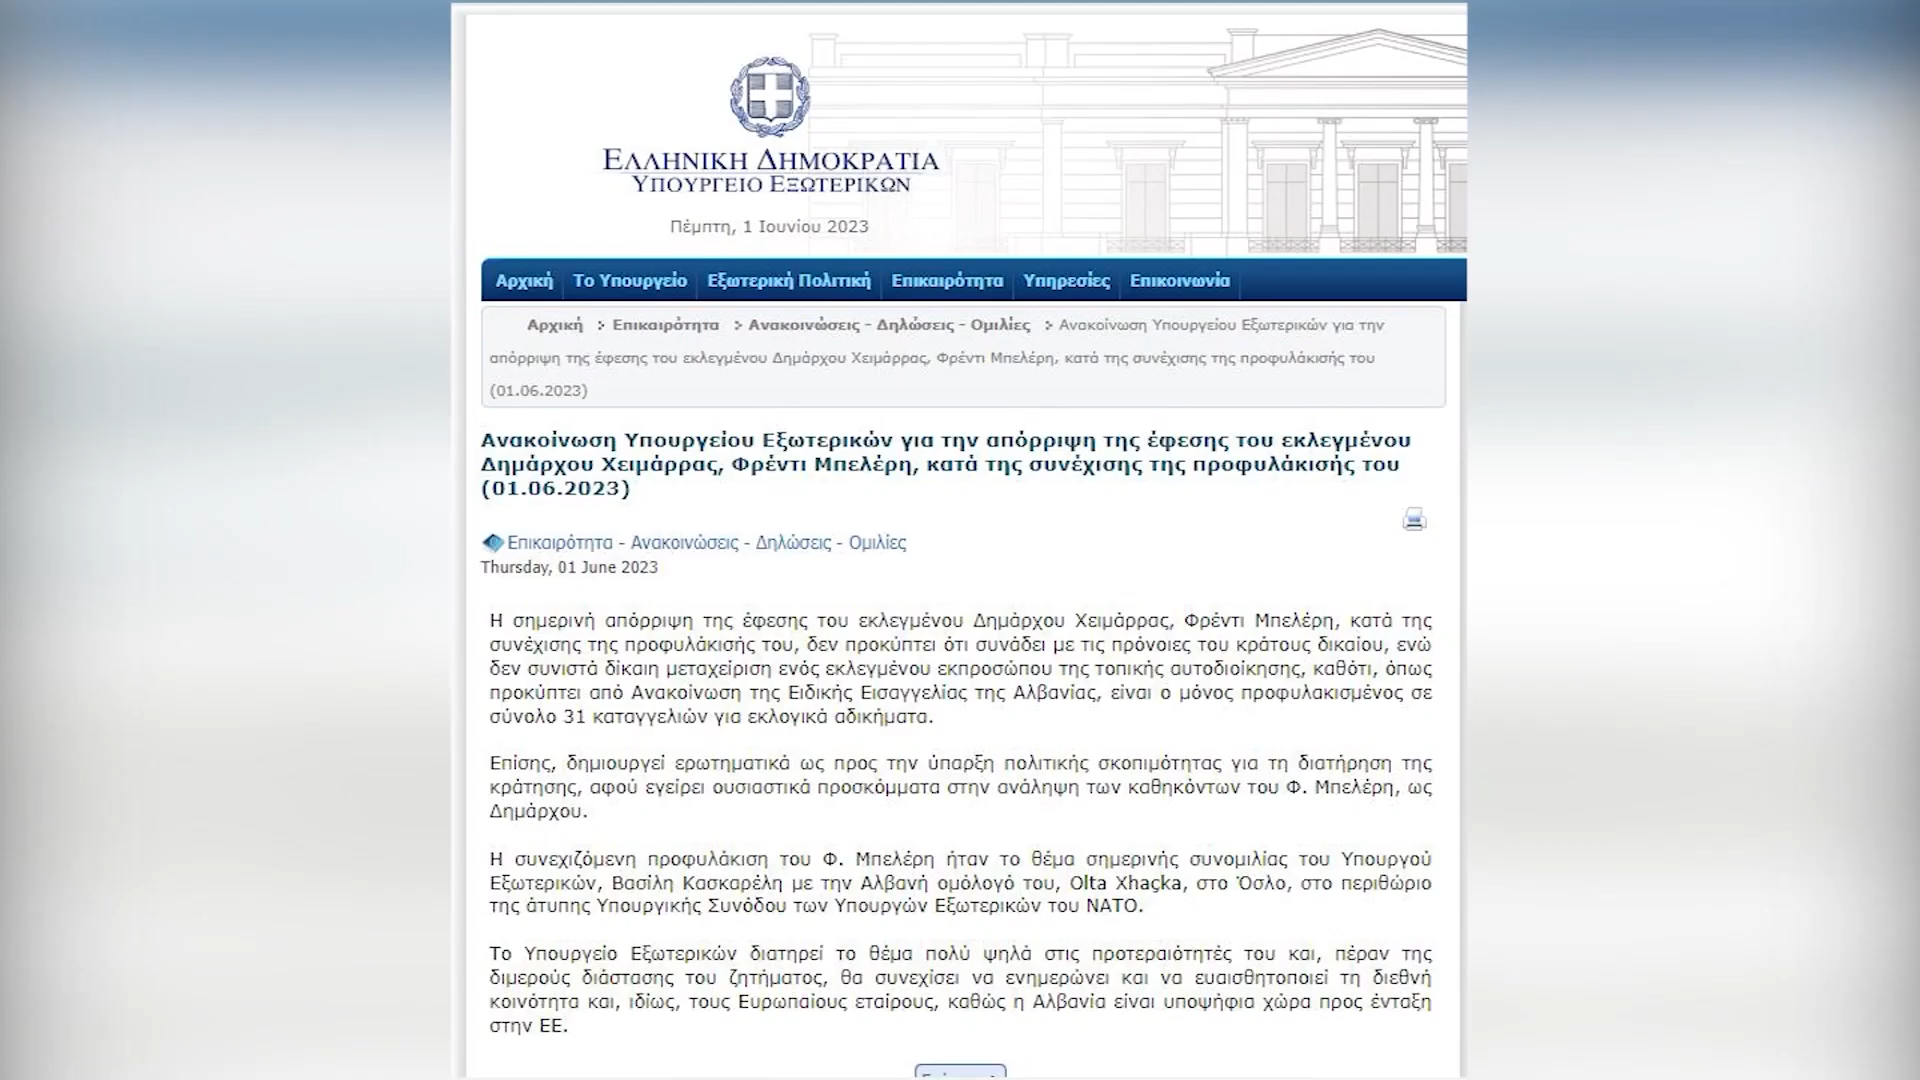 ΕΛΛΗΝΙΚΗ ΔΗΜΟΚΡΑΤΙΑ
ΥΠΟΥΡΓΕΙΟ ΕΞΩΤΕΡΙΚΩΝ
Πέμπτη, 1 Ιουνίου 2023
Αρχική Το Υπουργείο Εξωτερική Πολιτική Επικαιρότητα Υπηρεσίες Επικοινωνία
Αρχική Επικαιρότητα Ανακοινώσεις - Δηλώσεις - Ομιλίες Ανακοίνωση Υπουργείου Εξωτερικών για την
απόρριψη της έφεσης του εκλεγμένου Δημάρχου Χειμάρρας, Φρέντι Μπελέρη, κατά της συνέχισης της προφυλάκισής του
(01.06.2023)
Ανακοίνωση Υπουργείου Εξωτερικών για την απόρριψη της έφεσης του εκλεγμένου
Δημάρχου Χειμάρρας, Φρέντι Μπελέρη, κατά της συνέχισης της προφυλάκισής του
(01.06.2023)
Επικαιρότητα - Ανακοινώσεις - Δηλώσεις - Ομιλίες
Thursday, 01 June 2023
Η σημερινή απόρριψη της έφεσης του εκλεγμένου Δημάρχου Χειμάρρας, Φρέντι Μπελέρη, κατά της
συνέχισης της προφυλάκισής του, δεν προκύπτει ότι συνάδει με τις πρόνοιες του κράτους δικαίου, ενώ
δεν συνιστά δίκαιη μεταχείριση ενός εκλεγμένου εκπροσώπου της τοπικής αυτοδιοίκησης, καθότι, όπως
προκύπτει από Ανακοίνωση της Ειδικής Εισαγγελίας της Αλβανίας, είναι ο μόνος προφυλακισμένος σε
σύνολο 31 καταγγελιών για εκλογικά αδικήματα.
Επίσης, δημιουργεί ερωτηματικά ως προς την ύπαρξη πολιτικής σκοπιμότητας για τη διατήρηση της
κράτησης, αφού εγείρει ουσιαστικά προσκόμματα στην ανάληψη των καθηκόντων του Φ. Μπελέρη, ως
Δημάρχου.
Η συνεχιζόμενη προφυλάκιση του Φ. Μπελέρη ήταν το θέμα σημερινής συνομιλίας του Υπουργού
Εξωτερικών, Βασίλη Κασκαρέλη με την Αλβανή ομόλογό του, Olta Xhaçka, στο Όσλο, στο περιθώριο
της άτυπης Υπουργικής Συνόδου των Υπουργών Εξωτερικών του ΝΑΤΟ.
Το Υπουργείο Εξωτερικών διατηρεί το θέμα πολύ ψηλά στις προτεραιότητές του και, πέραν της
διμερούς διάστασης του ζητήματος, θα συνεχίσει να ενημερώνει και να ευαισθητοποιεί τη διεθνή
κοινότητα και, ιδίως, τους Ευρωπαίους εταίρους, καθώς η Αλβανία είναι υποψήφια χώρα προς ένταξη
στην ΕΕ.